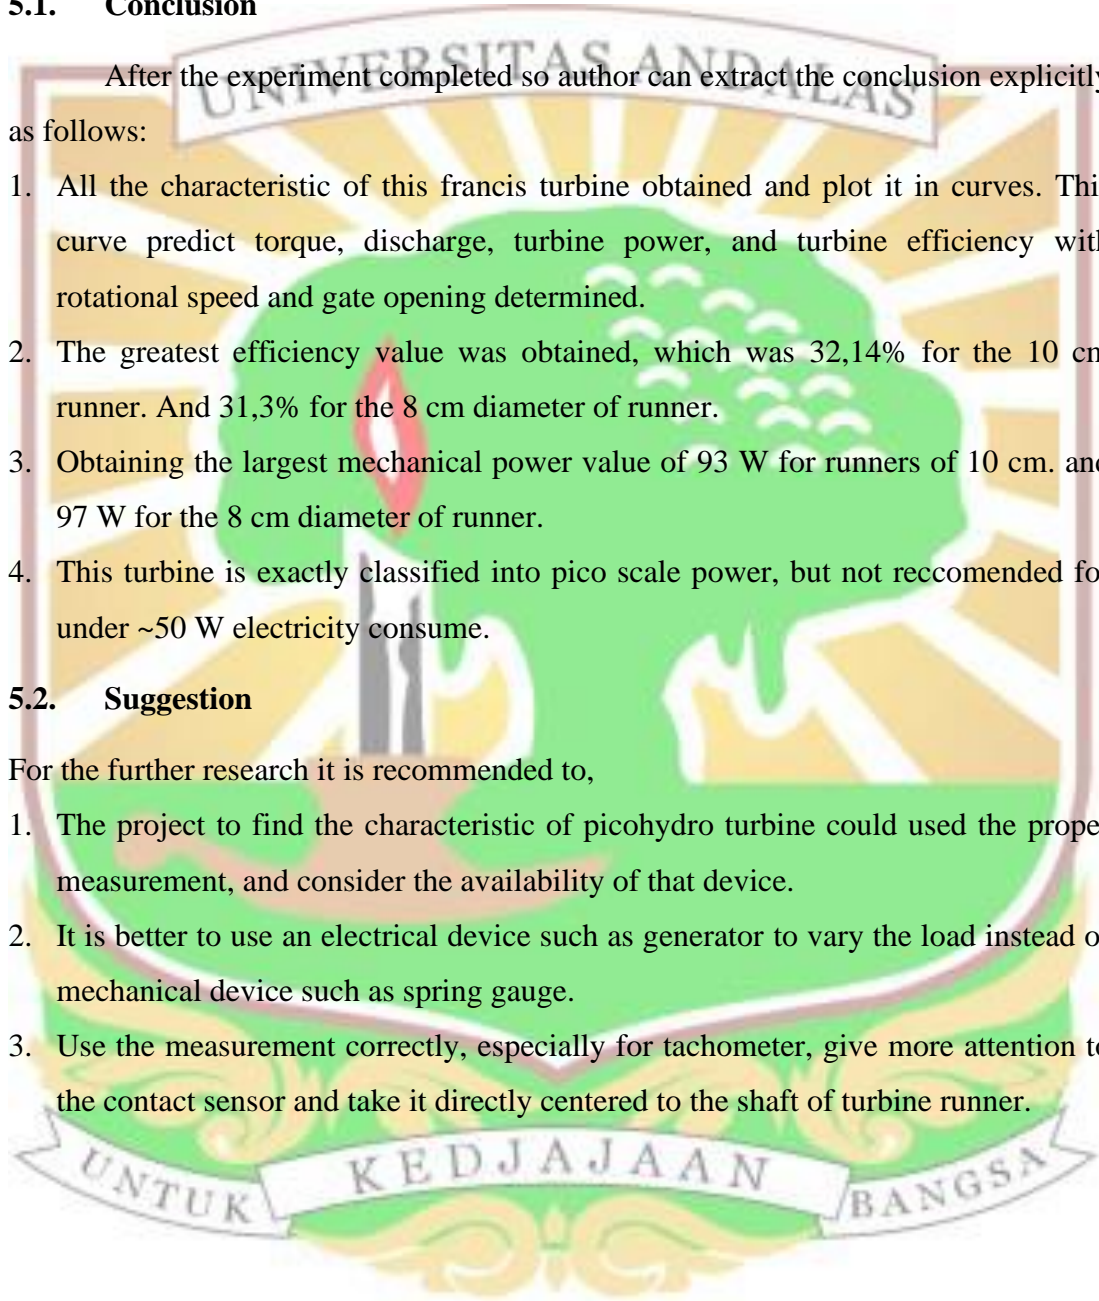 5.1. Conclusion
UNIVERSITAS ANDALAS
After the experiment completed so author can extract the conclusion explicitly
as follows:
1. All the characteristic of this francis turbine obtained and plot it in curves. Thi
curve predict torque, discharge, turbine power, and turbine efficiency with
rotational speed and gate opening determined.
2. The greatest efficiency value was obtained, which was 32,14% for the 10 cm
runner. And 31,3% for the 8 cm diameter of runner.
3. Obtaining the largest mechanical power value of 93 W for runners of 10 cm. and
97 W for the 8 cm diameter of runner.
4. This turbine is exactly classified into pico scale power, but not reccomended fo
under ~50 W electricity consume.
5.2. Suggestion
For the further research it is recommended to,
1. The project to find the characteristic of picohydro turbine could used the prope
measurement, and consider the availability of that device.
2. It is better to use an electrical device such as generator to vary the load instead o
mechanical device such as spring gauge.
3. Use the measurement correctly, especially for tachometer, give more attention to
the contact sensor and take it directly centered to the shaft of turbine runner.
UNTUK KEDJAJAAN BANGSA